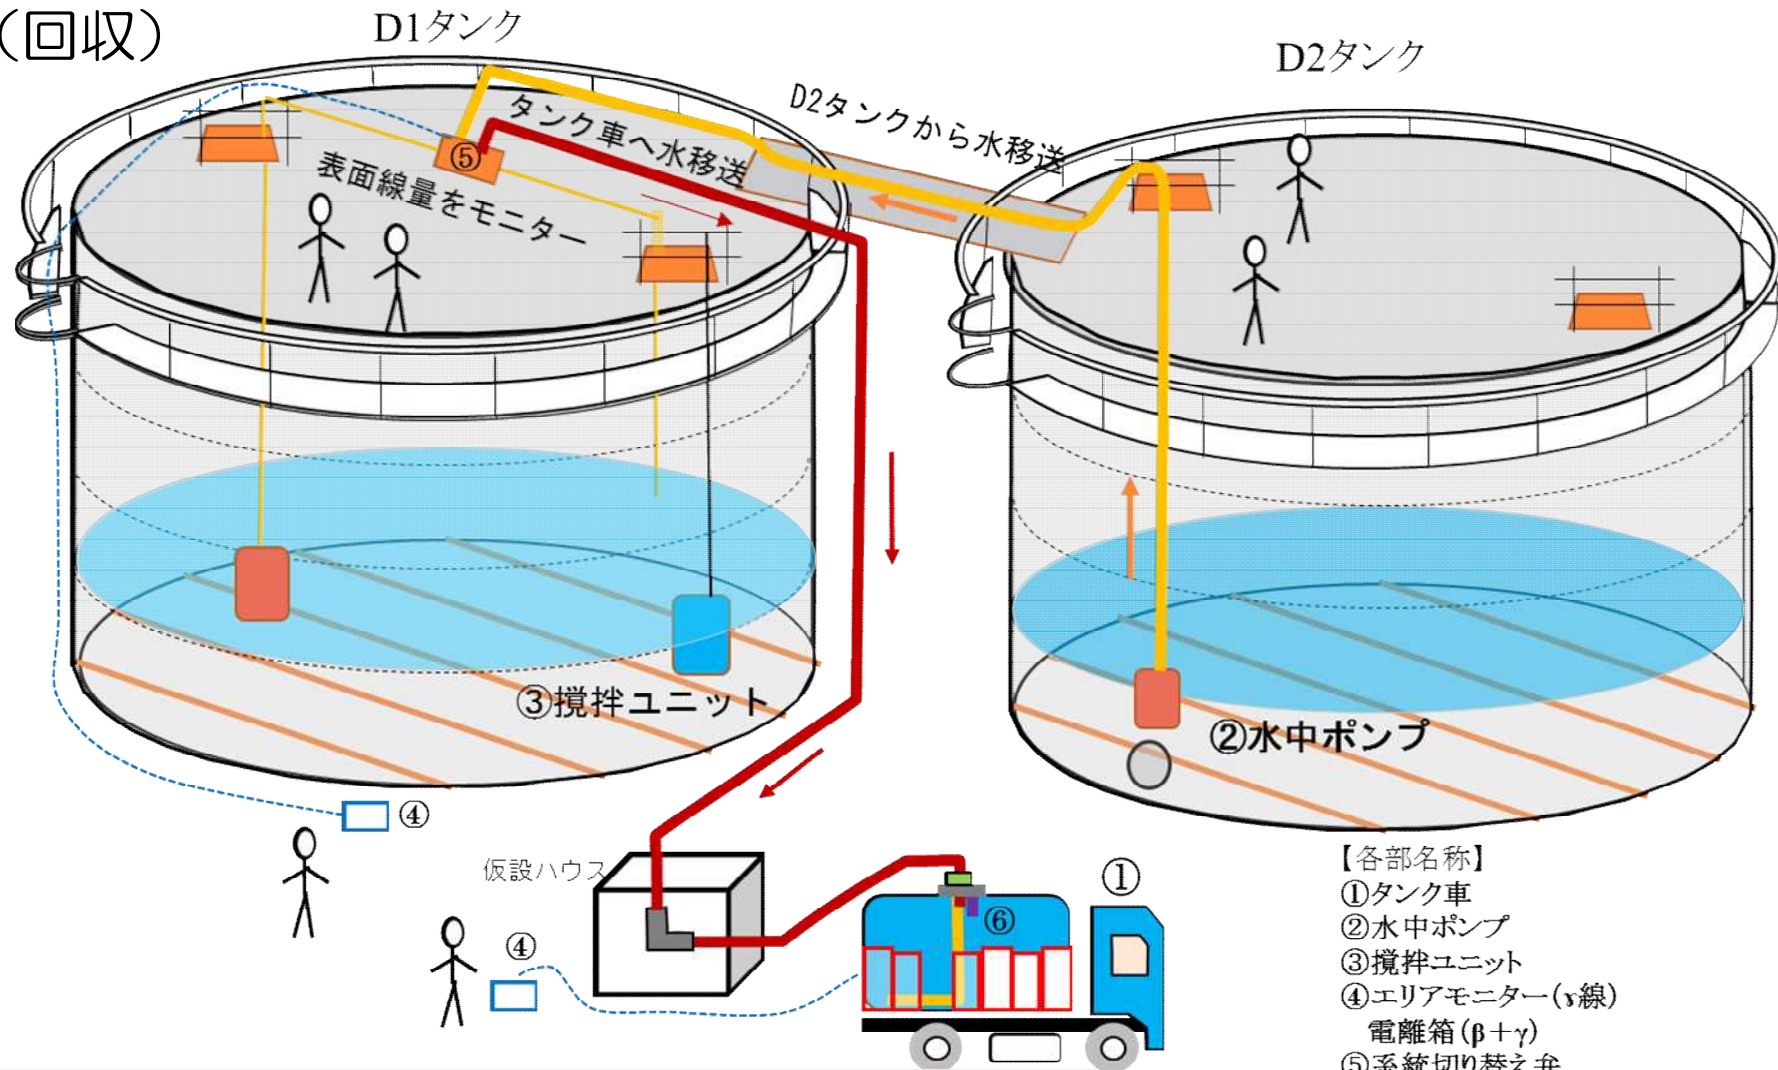 (回収)
D1タンク
D2タンク
D2タンクから水移送
タンク車へ水移送
⑤
表面線量をモニター
③撹拌ユニット
②水中ポンプ
④
仮設ハウス
④
①
⑥
【各部名称】
①タンク車
②水中ポンプ
③撹拌ユニット
④エリアモニター(γ線)
電離箱(β+γ)
⑤系統切り替え弁